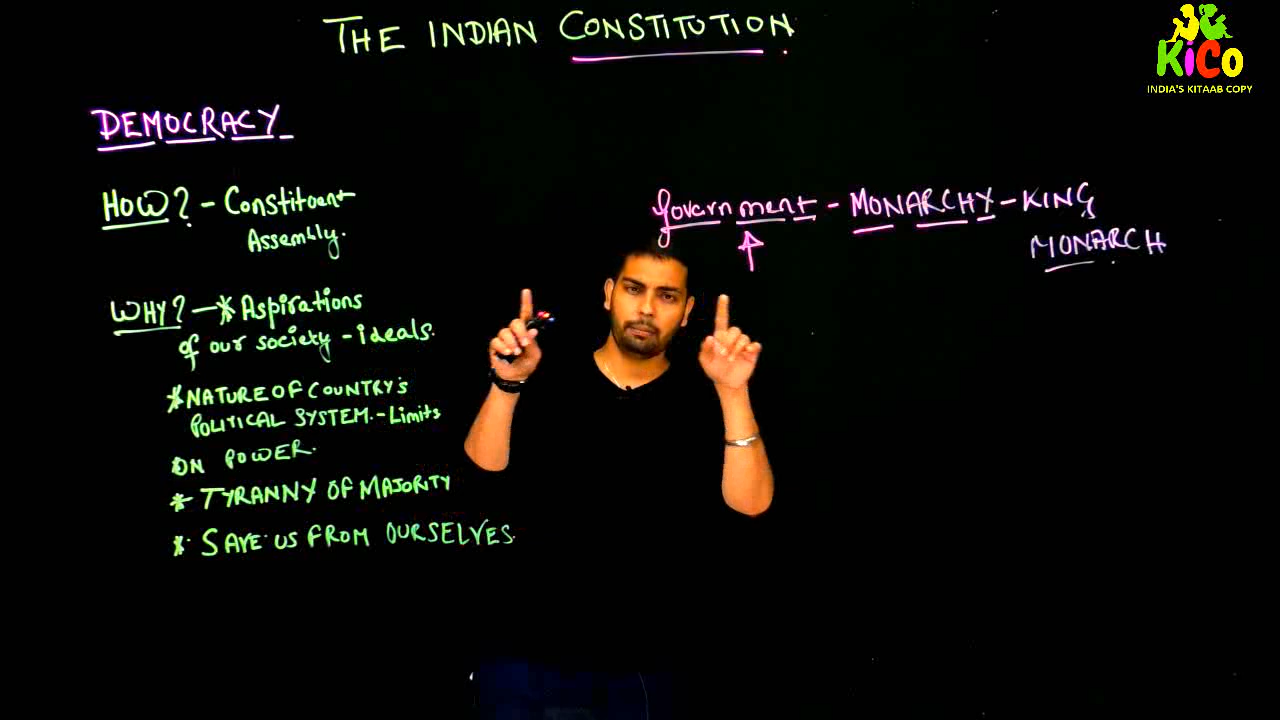 THE INDIAN CONSTITUTION.
KiCo
INDIA'S KITAAB COPY
DEMOCRACY
HOW? - Constituent
Assembly.
WHY? - * Aspirations
of our society - ideals.
* NATURE OF COUNTRY'S
POLITICAL SYSTEM. - Limits
ON POWER.
* TYRANNY OF MAJORITY
* SAVE US FROM OURSELVES.
Government - MONARCHY - KING
MONARCH